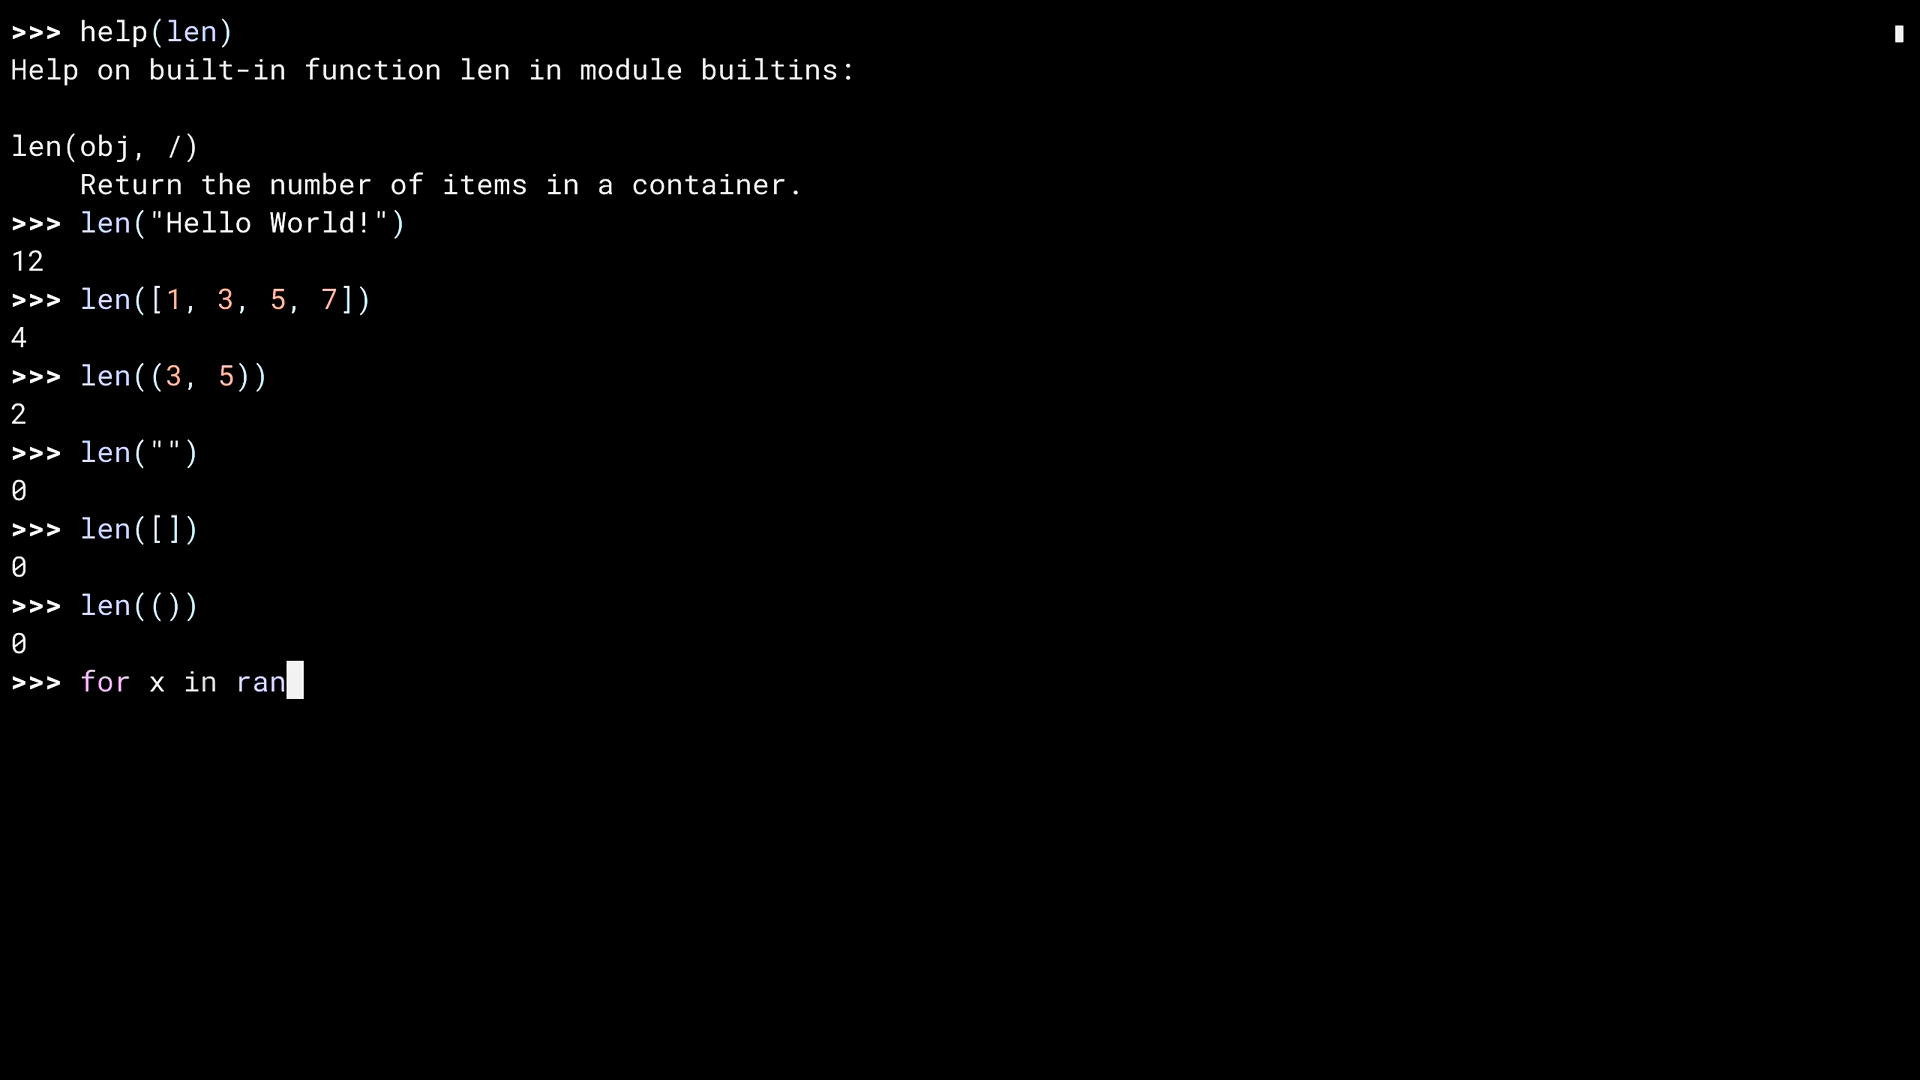 >>> help(len)
Help on built-in function len in module builtins:

len(obj, /)
    Return the number of items in a container.
>>> len("Hello World!")
12
>>> len([1, 3, 5, 7])
4
>>> len((3, 5))
2
>>> len("")
0
>>> len([])
0
>>> len(())
0
>>> for x in ran